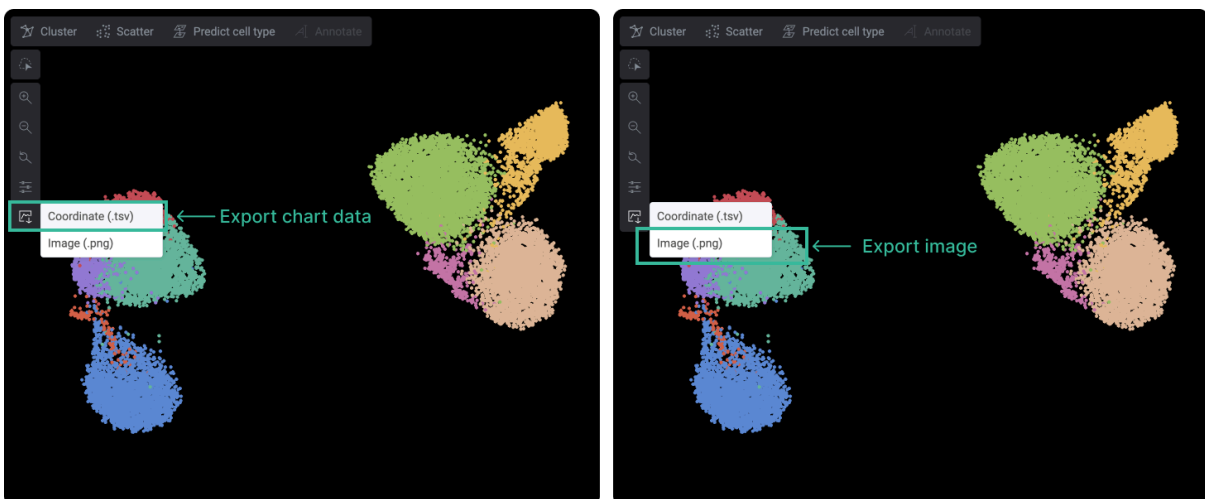 Cluster Scatter Predict cell type Annotate
Coordinate (.tsv)
Export chart data
Image (.png)
Cluster Scatter Predict cell type Annotate
Coordinate (.tsv)
Image (.png)
Export image